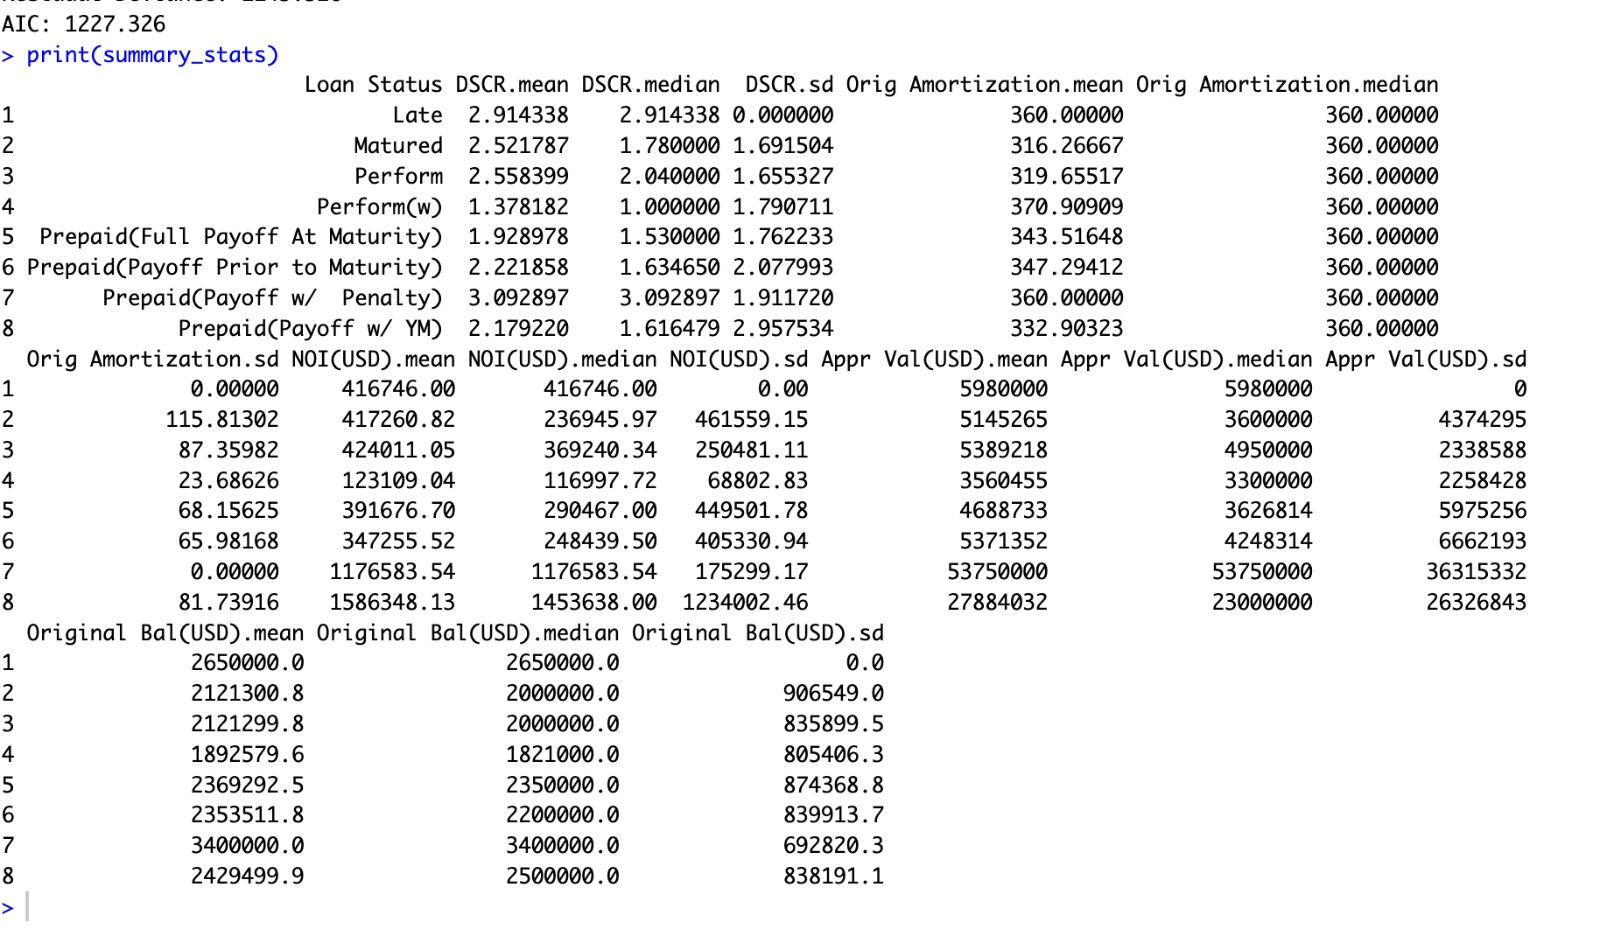 AIC: 1227.326
> print(summary_stats)
Loan Status DSCR.mean DSCR.median DSCR.sd Orig Amortization.mean Orig Amortization.median
1 Late 2.914338 2.914338 0.000000 360.00000 360.00000
2 Matured 2.521787 1.780000 1.691504 316.26667 360.00000
3 Perform 2.558399 2.040000 1.655327 319.65517 360.00000
4 Perform(w) 1.378182 1.000000 1.790711 370.90909 360.00000
5 Prepaid(Full Payoff At Maturity) 1.928978 1.530000 1.762233 343.51648 360.00000
6 Prepaid(Payoff Prior to Maturity) 2.221858 1.634650 2.077993 347.29412 360.00000
7 Prepaid(Payoff w/  Penalty) 3.092897 3.092897 1.911720 360.00000 360.00000
8 Prepaid(Payoff w/ YM) 2.179220 1.616479 2.957534 332.90323 360.00000
Orig Amortization.sd NOI(USD).mean NOI(USD).median NOI(USD).sd Appr Val(USD).mean Appr Val(USD).median Appr Val(USD).sd
1 0.00000 416746.00 416746.00 0.00 5980000 5980000 0
2 115.81302 417260.82 236945.97 461559.15 5145265 3600000 4374295
3 87.35982 424011.05 369240.34 250481.11 5389218 4950000 2338588
4 23.68626 123109.04 116997.72 68802.83 3560455 3300000 2258428
5 68.15625 391676.70 290467.00 449501.78 4688733 3626814 5975256
6 65.98168 347255.52 248439.50 405330.94 5371352 4248314 6662193
7 0.00000 1176583.54 1176583.54 175299.17 53750000 53750000 36315332
8 81.73916 1586348.13 1453638.00 1234002.46 27884032 23000000 26326843
Original Bal(USD).mean Original Bal(USD).median Original Bal(USD).sd
1 2650000.0 2650000.0 0.0
2 2121300.8 2000000.0 906549.0
3 2121299.8 2000000.0 835899.5
4 1892579.6 1821000.0 805406.3
5 2369292.5 2350000.0 874368.8
6 2353511.8 2200000.0 839913.7
7 3400000.0 3400000.0 692820.3
8 2429499.9 2500000.0 838191.1
>